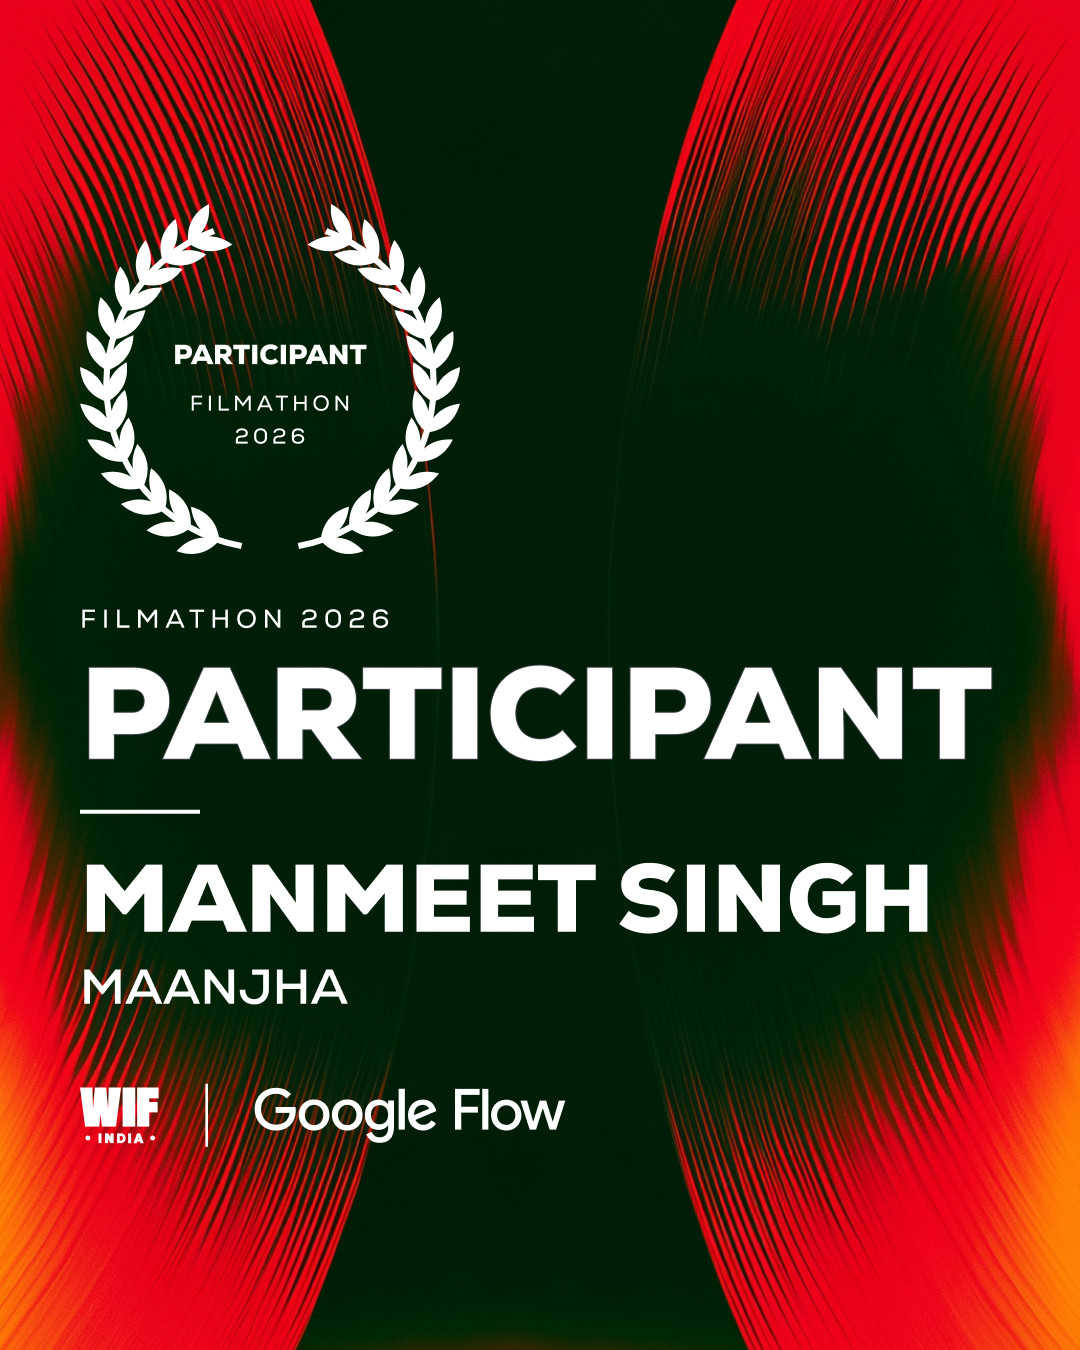 PARTICIPANT
FILMATHON
2026
FILMATHON 2026
PARTICIPANT
MANMEET SINGH
MAANJHA
WIF
• INDIA •
Google Flow